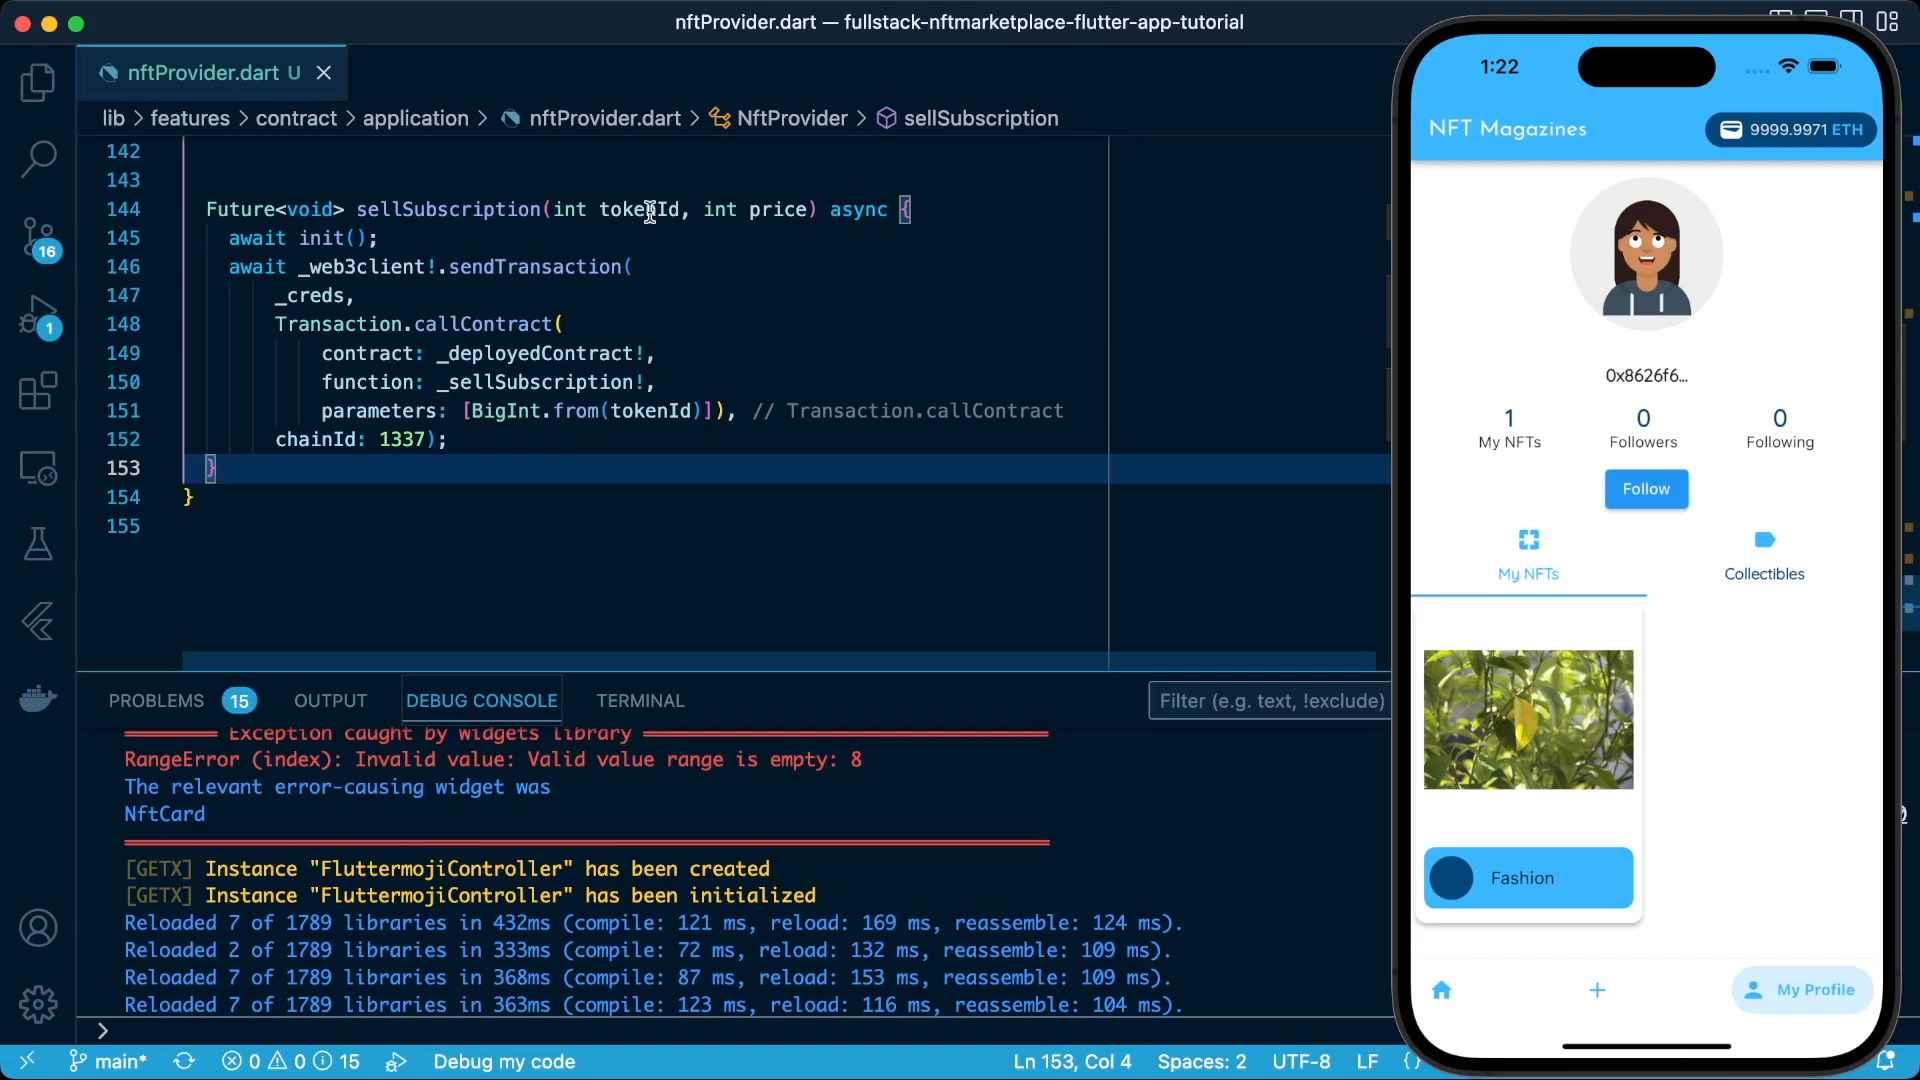 nftProvider.dart — fullstack-nftmarketplace-flutter-app-tutorial
nftProvider.dart U
lib > features > contract > application > nftProvider.dart > NftProvider > sellSubscription
142
143
144 Future<void> sellSubscription(int tokenId, int price) async {
145 await init();
146 await _web3client!.sendTransaction(
147 _creds,
148 Transaction.callContract(
149 contract: _deployedContract!,
150 function: _sellSubscription!,
151 parameters: [BigInt.from(tokenId)]), // Transaction.callContract
152 chainId: 1337);
153 }
154 }
155
16
1
PROBLEMS 15 OUTPUT DEBUG CONSOLE TERMINAL
Filter (e.g. text, !exclude)
Exception caught by widgets library
RangeError (index): Invalid value: Valid value range is empty: 8
The relevant error-causing widget was
NftCard
[GETX] Instance "FluttermojiController" has been created
[GETX] Instance "FluttermojiController" has been initialized
Reloaded 7 of 1789 libraries in 432ms (compile: 121 ms, reload: 169 ms, reassemble: 124 ms).
Reloaded 2 of 1789 libraries in 333ms (compile: 72 ms, reload: 132 ms, reassemble: 109 ms).
Reloaded 7 of 1789 libraries in 368ms (compile: 87 ms, reload: 153 ms, reassemble: 109 ms).
Reloaded 7 of 1789 libraries in 363ms (compile: 123 ms, reload: 116 ms, reassemble: 104 ms).
>
main* 0 0 15 Debug my code
Ln 153, Col 4 Spaces: 2 UTF-8 LF {
1:22
NFT Magazines
9999.9971 ETH
0x8626f6...
1 0 0
My NFTs Followers Following
Follow
My NFTs Collectibles
Fashion
My Profile